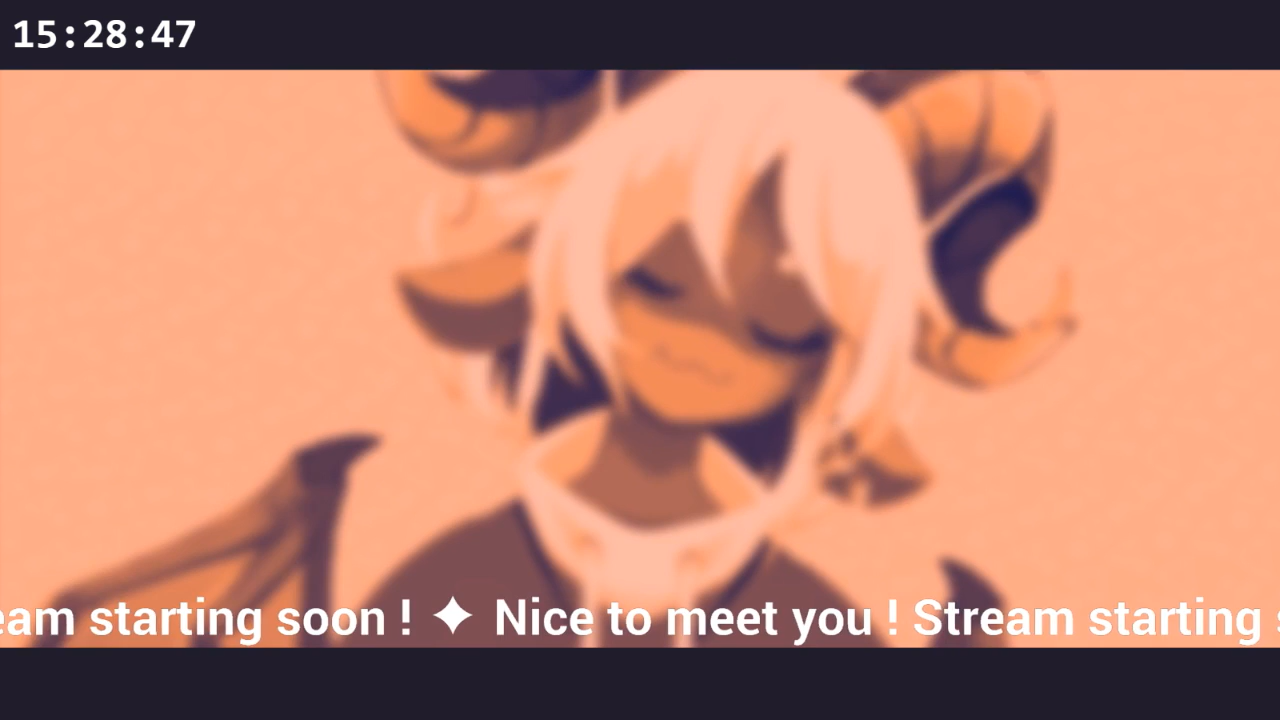 15:28:47
eam starting soon ! ✦ Nice to meet you ! Stream starting